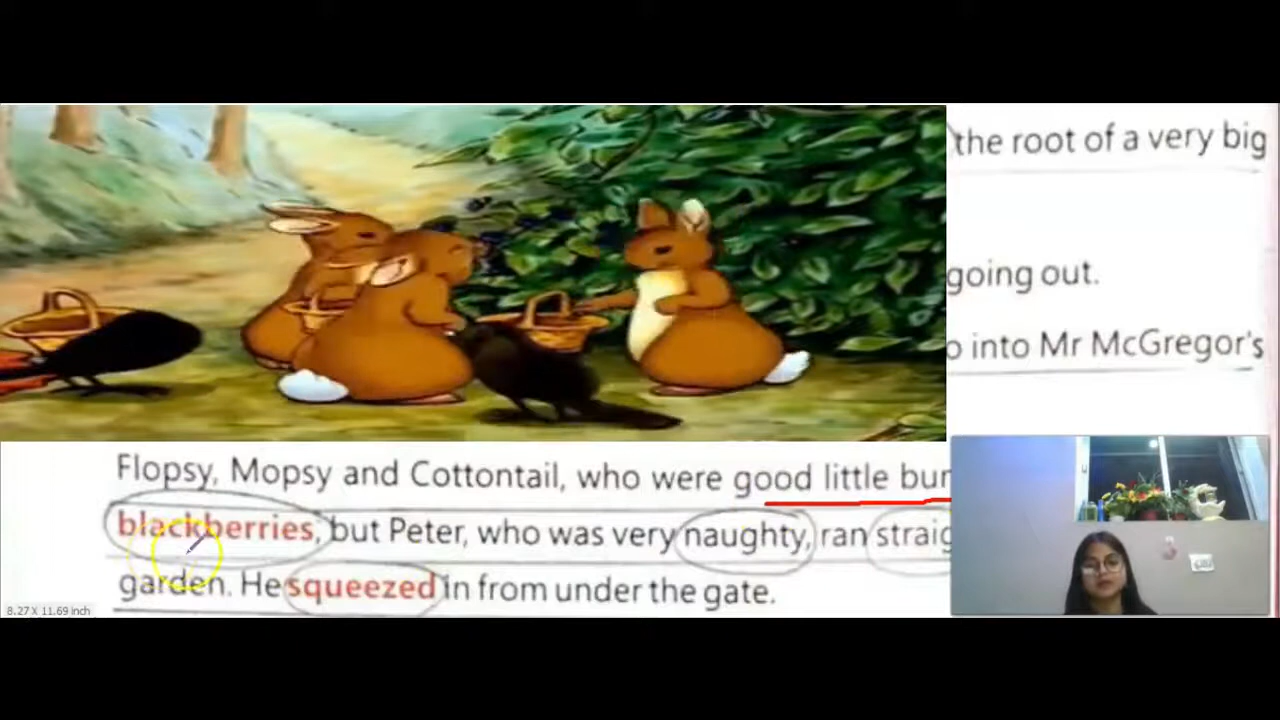 the root of a very big
going out.
o into Mr McGregor's
Flopsy, Mopsy and Cottontail, who were good little bun
blackberries, but Peter, who was very naughty, ran straig
garden. He squeezed in from under the gate.
8.27 X 11.69 inch